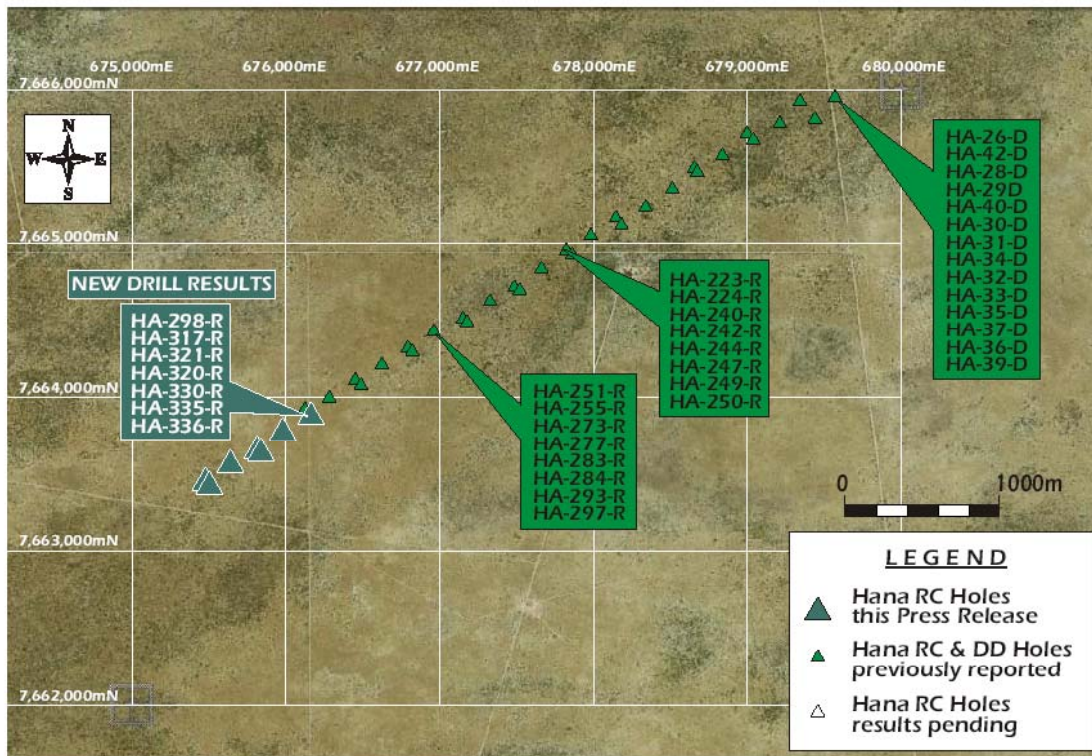 675,000mE
676,000mE
677,000mE
678,000mE
679,000mE
680,000mE
7,666,000mN
N
W E
S
7,665,000mN
NEW DRILL RESULTS
HA-298-R
HA-317-R
HA-321-R
HA-320-R
HA-330-R
HA-335-R
HA-336-R
7,664,000mN
7,663,000mN
7,662,000mN
HA-251-R
HA-255-R
HA-273-R
HA-277-R
HA-283-R
HA-284-R
HA-293-R
HA-297-R
HA-223-R
HA-224-R
HA-240-R
HA-242-R
HA-244-R
HA-247-R
HA-249-R
HA-250-R
HA-26-D
HA-42-D
HA-28-D
HA-29D
HA-40-D
HA-30-D
HA-31-D
HA-34-D
HA-32-D
HA-33-D
HA-35-D
HA-37-D
HA-36-D
HA-39-D
0 1000m
LEGEND
Hana RC Holes
this Press Release
Hana RC & DD Holes
previously reported
Hana RC Holes
results pending